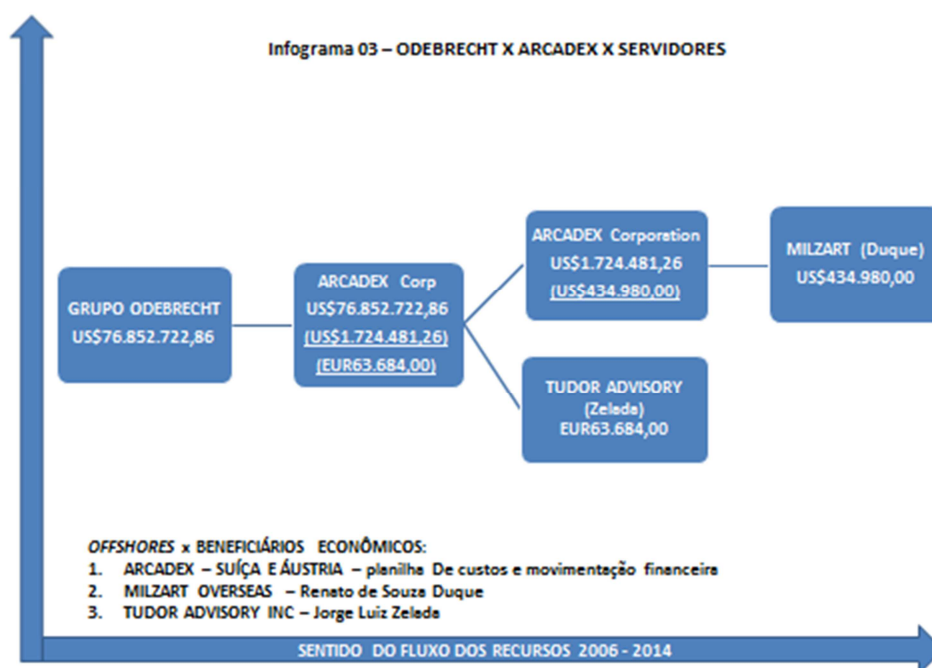 Infograma 03 – ODEBRECHT X ARCADEX X SERVIDORES
GRUPO ODEBRECHT
US$76.852.722,86
ARCADEX Corp
US$76.852.722,86
(US$1.724.481,26)
(EUR63.684,00)
ARCADEX Corporation
US$1.724.481,26
(US$434.980,00)
MILZART (Duque)
US$434.980,00
TUDOR ADVISORY
(Zelada)
EUR63.684,00
OFFSHORES x BENEFICIÁRIOS ECONÔMICOS:
1. ARCADEX – SUÍÇA E ÁUSTRIA – planilha De custos e movimentação financeira
2. MILZART OVERSEAS – Renato de Souza Duque
3. TUDOR ADVISORY INC – Jorge Luiz Zelada
SENTIDO DO FLUXO DOS RECURSOS 2006 - 2014